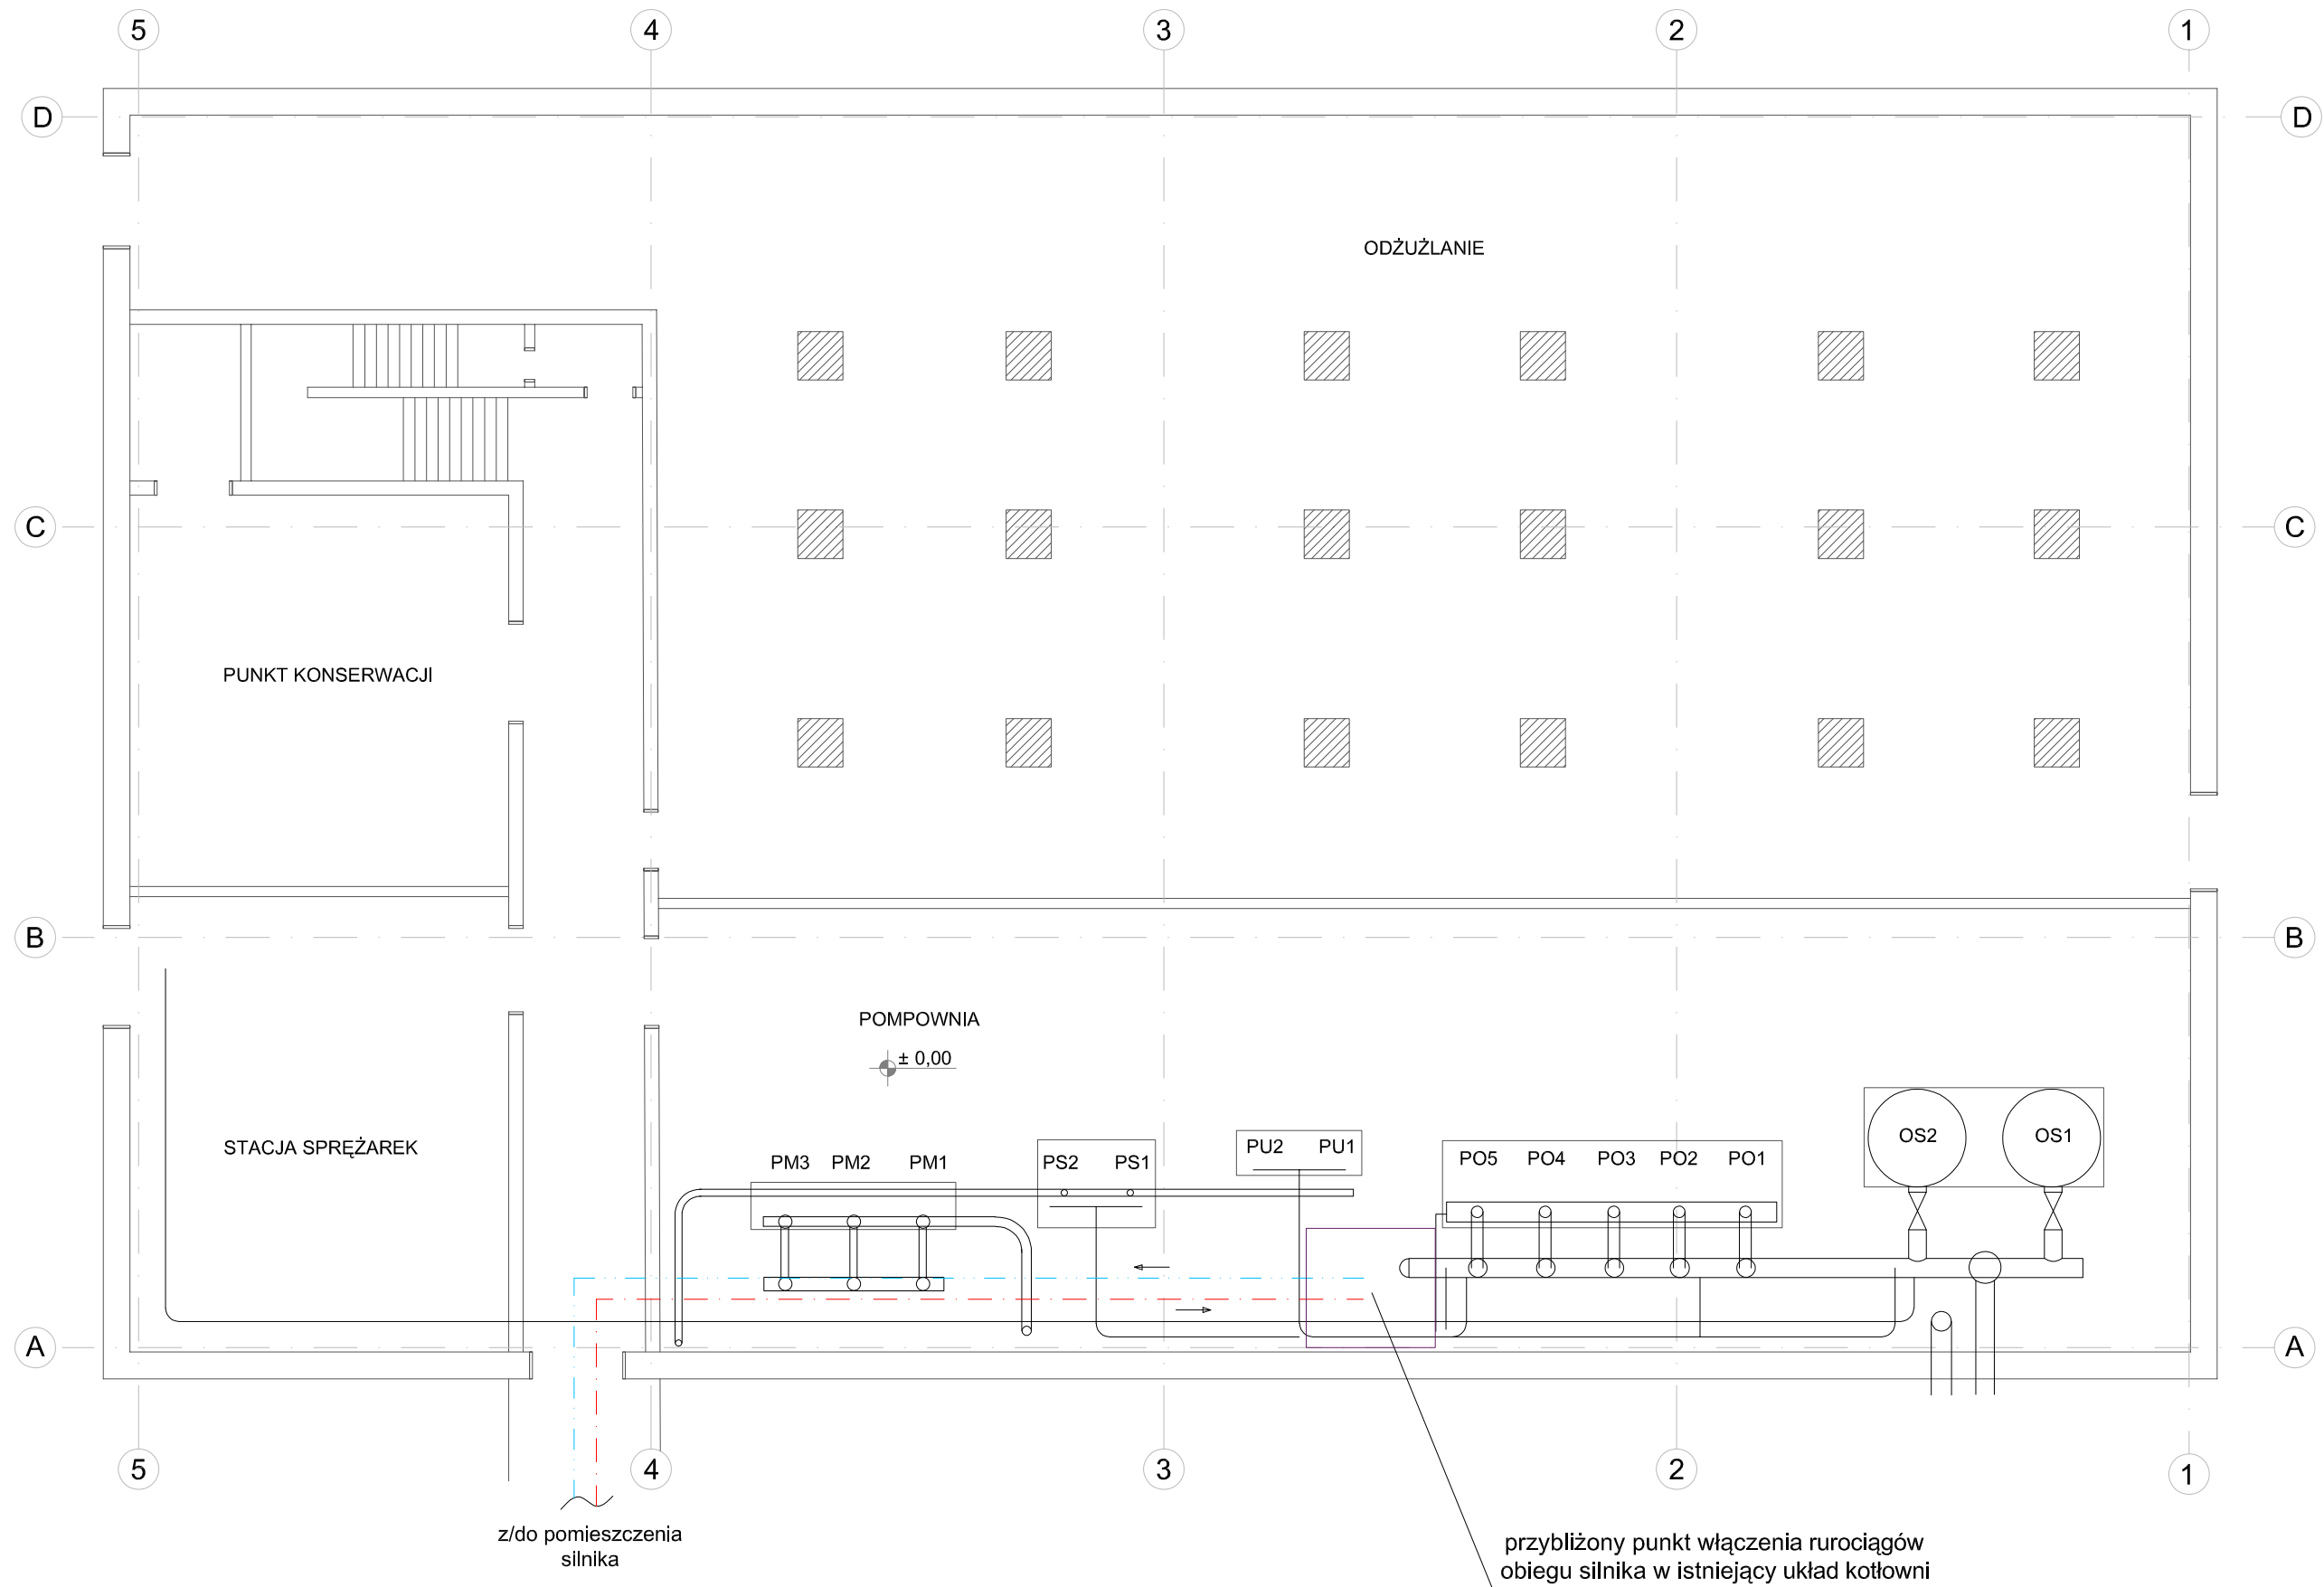 5 4 3 2 1
D D
ODŻUŻLANIE
C C
PUNKT KONSERWACJI
B B
POMPOWNIA
± 0,00
STACJA SPRĘŻAREK
OS2 OS1
PU2 PU1
PM3 PM2 PM1 PS2 PS1
PO5 PO4 PO3 PO2 PO1
A A
5 4 3 2 1
z/do pomieszczenia
silnika
przybliżony punkt włączenia rurociągów
obiegu silnika w istniejący układ kotłowni